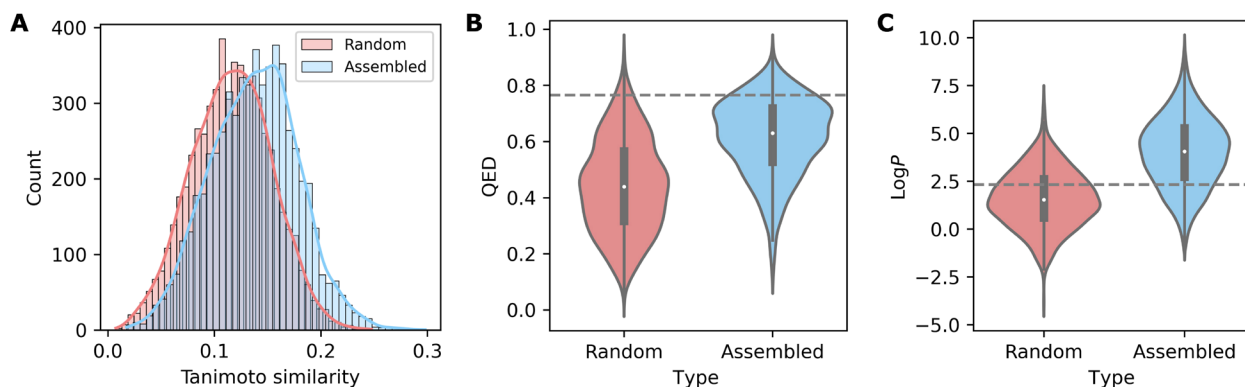 A
400
300
200
100
0
Count
0.0
0.1
0.2
0.3
Tanimoto similarity
Random
Assembled
B
1.0
0.8
0.6
0.4
0.2
0.0
QED
Random
Assembled
Type
C
10.0
7.5
5.0
2.5
0.0
−2.5
−5.0
LogP
Random
Assembled
Type